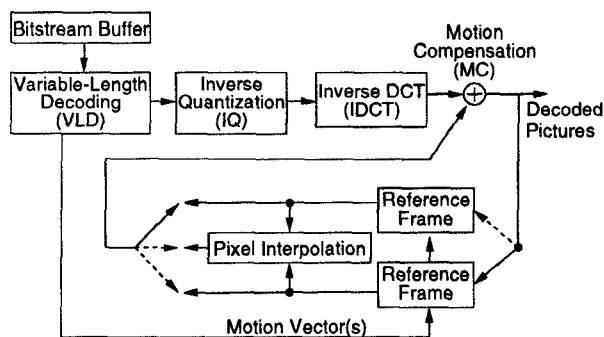 Bitstream Buffer
Motion
Compensation
(MC)
Variable-Length
Decoding
(VLD)
Inverse
Quantization
(IQ)
Inverse DCT
(IDCT)
Decoded
Pictures
Reference
Frame
Pixel Interpolation
Reference
Frame
Motion Vector(s)